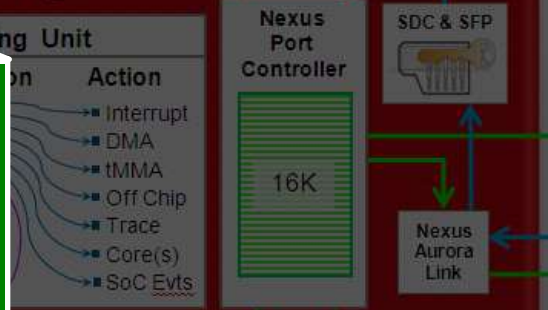 ng Unit
on Action
Interrupt
DMA
tMMA
Off Chip
Trace
Core(s)
SoC Evts
Nexus
Port
Controller
16K
SDC & SFP
Nexus
Aurora
Link